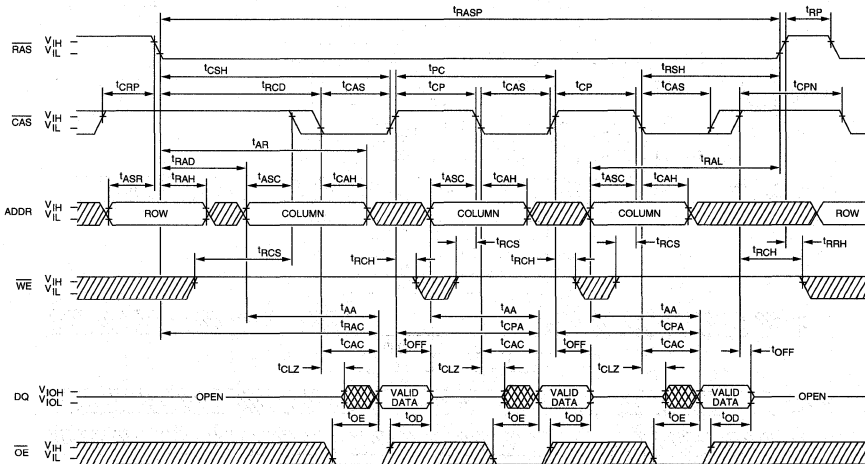 tRASP tRP
RAS VIH
VIL
tCSH tPC tRSH
tCRP tRCD tCAS tCP tCAS tCP tCAS tCPN
CAS VIH
VIL
tAR
tRAD tRAL
tASR tRAH tASC tCAH tASC tCAH tASC tCAH
ADDR VIH
VIL
ROW COLUMN COLUMN COLUMN ROW
tRCS tRCH tRCS tRCH tRCS tRCH tRRH
WE VIH
VIL
tAA tAA tAA
tRAC tCPA tCPA
tCAC tOFF tCAC tOFF tCAC tOFF
tCLZ tCLZ tCLZ
DQ VIOH
VIOL
OPEN VALID DATA VALID DATA VALID DATA OPEN
tOE tOD tOE tOD tOE tOD
OE VIH
VIL